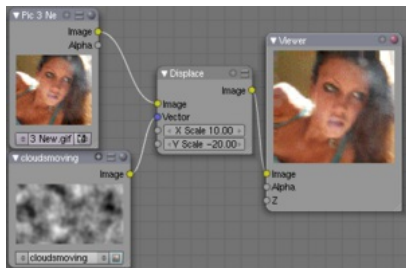 Pic 3 Ne
Image
Alpha
3 New.gif
Displace
Image
Image
Vector
X Scale 10.00
Y Scale -20.00
Viewer
Image
Alpha
Z
cloudsmoving
Image
cloudsmoving